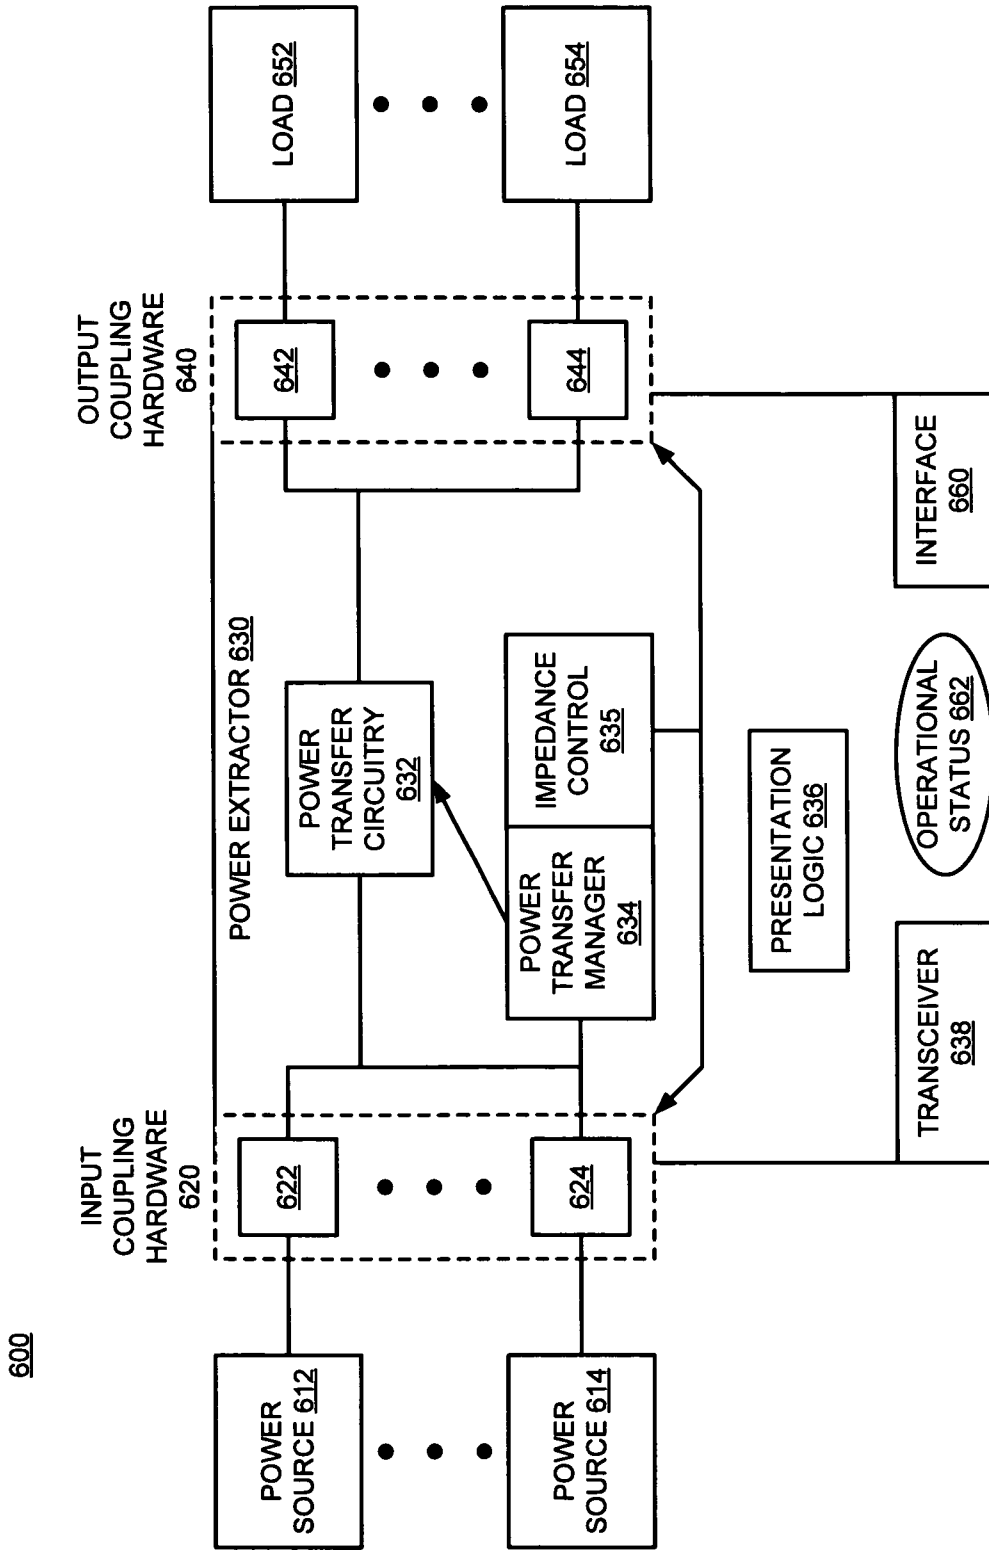 600
POWER
SOURCE 612
POWER
SOURCE 614
INPUT
COUPLING
HARDWARE
620
622
624
POWER EXTRACTOR 630
POWER
TRANSFER
CIRCUITRY
632
POWER
TRANSFER
MANAGER
634
IMPEDANCE
CONTROL
635
PRESENTATION
LOGIC 636
TRANSCEIVER
638
OPERATIONAL
STATUS 662
INTERFACE
660
OUTPUT
COUPLING
HARDWARE
640
642
644
LOAD 652
LOAD 654